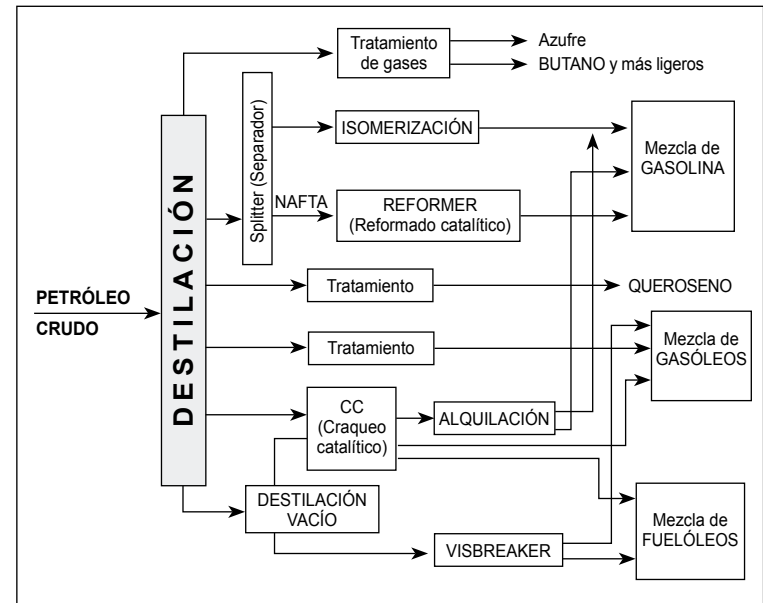 Tratamiento
de gases
Azufre
BUTANO y más ligeros
Splitter (Separador)
ISOMERIZACIÓN
Mezcla de
GASOLINA
NAFTA
REFORMER
(Reformado catalítico)
DESTILACIÓN
PETRÓLEO
CRUDO
Tratamiento
QUEROSENO
Tratamiento
Mezcla de
GASÓLEOS
CC
(Craqueo
catalítico)
ALQUILACIÓN
DESTILACIÓN
VACÍO
VISBREAKER
Mezcla de
FUELÓLEOS